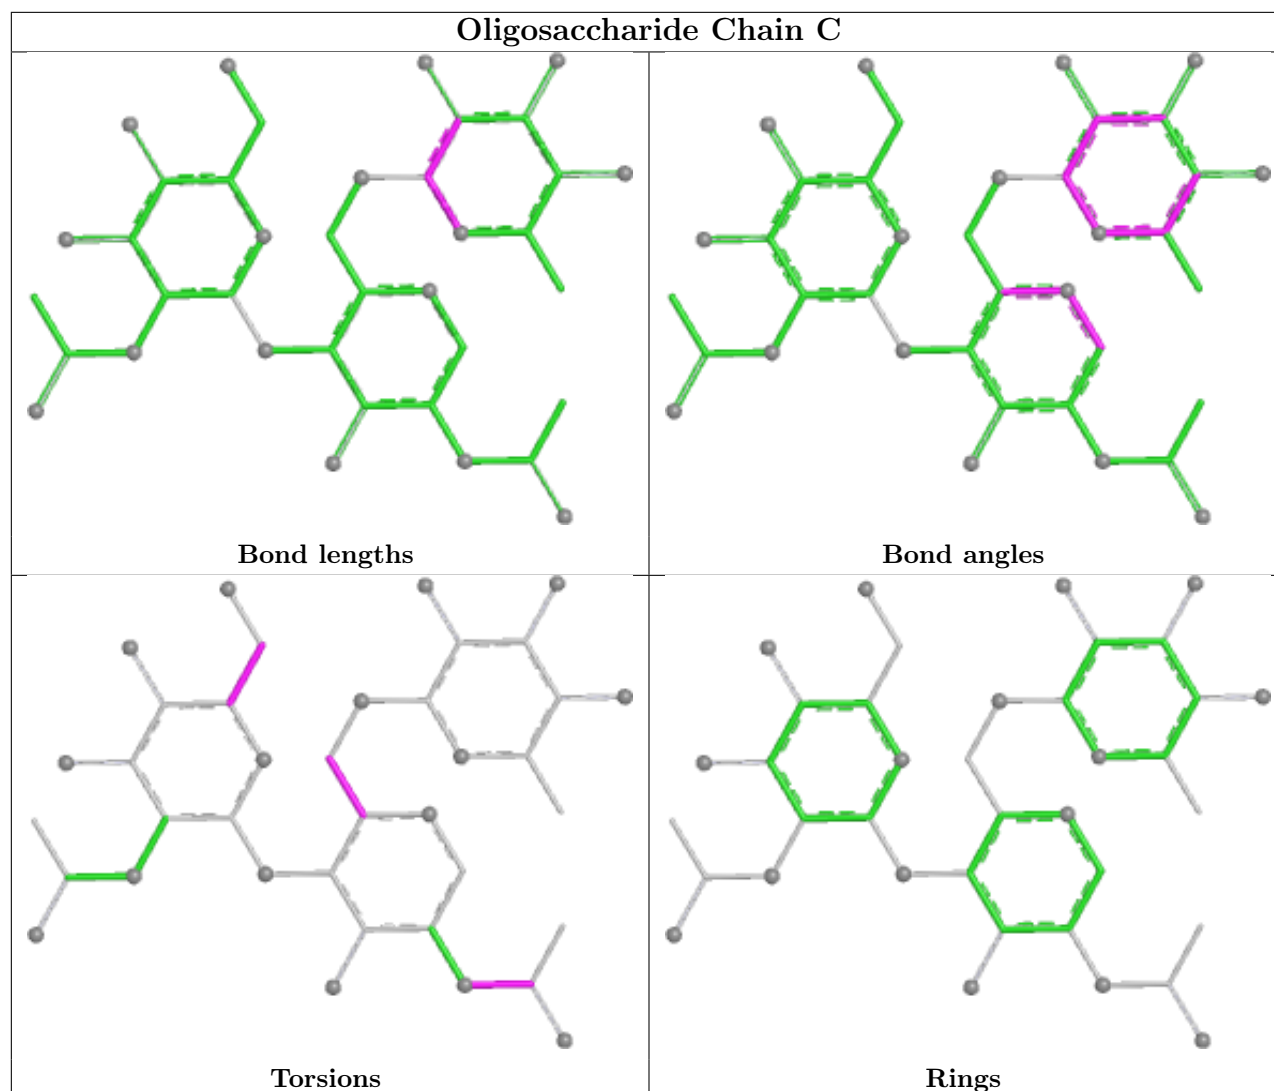 Oligosaccharide Chain C
Bond lengths
Bond angles
Torsions
Rings